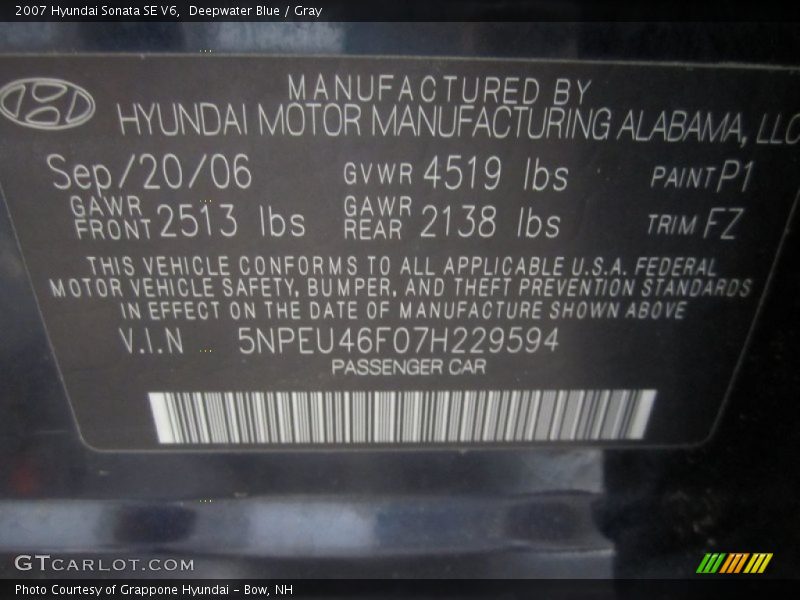 2007 Hyundai Sonata SE V6, Deepwater Blue / Gray
MANUFACTURED BY
HYUNDAI MOTOR MANUFACTURING ALABAMA, LLC
Sep/20/06 GVWR 4519 lbs PAINT P1
GAWR FRONT 2513 lbs GAWR REAR 2138 lbs TRIM FZ
THIS VEHICLE CONFORMS TO ALL APPLICABLE U.S.A. FEDERAL
MOTOR VEHICLE SAFETY, BUMPER, AND THEFT PREVENTION STANDARDS
IN EFFECT ON THE DATE OF MANUFACTURE SHOWN ABOVE
V.I.N 5NPEU46F07H229594
PASSENGER CAR
GTCARLOT.COM
Photo Courtesy of Grappone Hyundai - Bow, NH